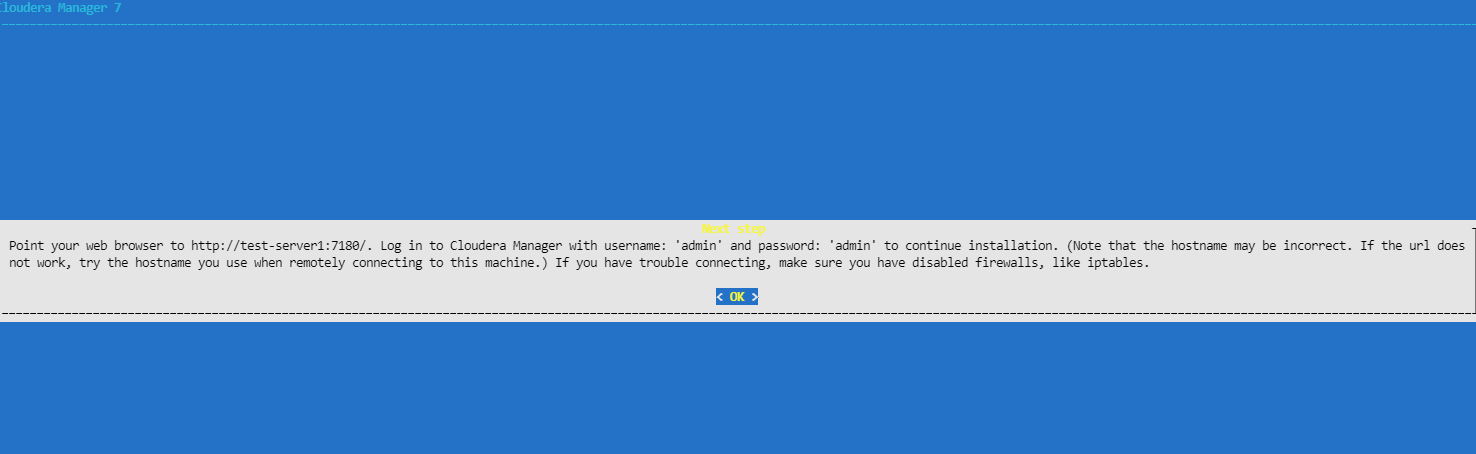 Cloudera Manager 7
Next step
Point your web browser to http://test-server1:7180/. Log in to Cloudera Manager with username: 'admin' and password: 'admin' to continue installation. (Note that the hostname may be incorrect. If the url does
not work, try the hostname you use when remotely connecting to this machine.) If you have trouble connecting, make sure you have disabled firewalls, like iptables.
< OK >